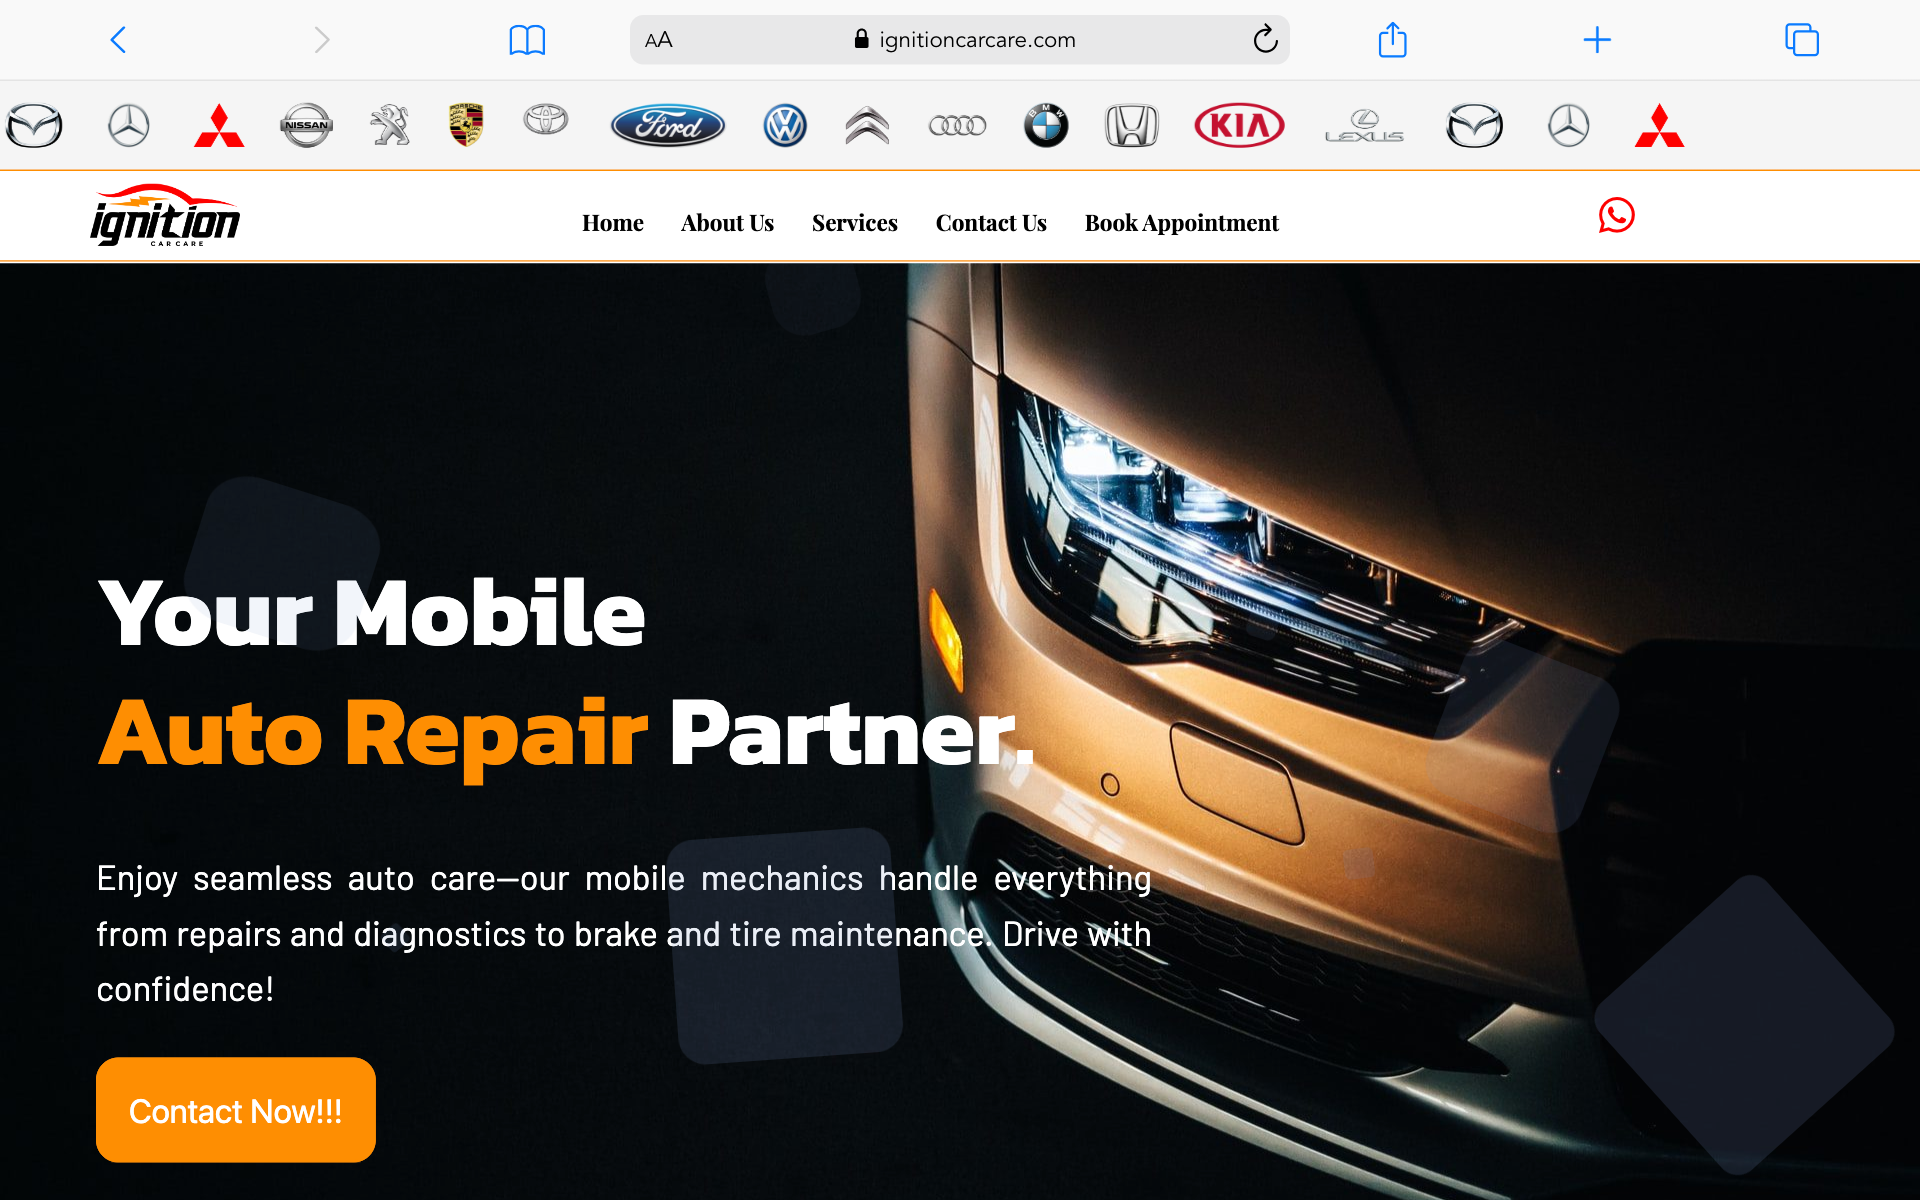 AA
ignitioncarcare.com
NISSAN
PORSCHE
Ford
BMW
KIA
LEXUS
ignition
CAR CARE
Home
About Us
Services
Contact Us
Book Appointment
Your Mobile
Auto Repair Partner.
Enjoy seamless auto care—our mobile mechanics handle everything
from repairs and diagnostics to brake and tire maintenance. Drive with
confidence!
Contact Now!!!